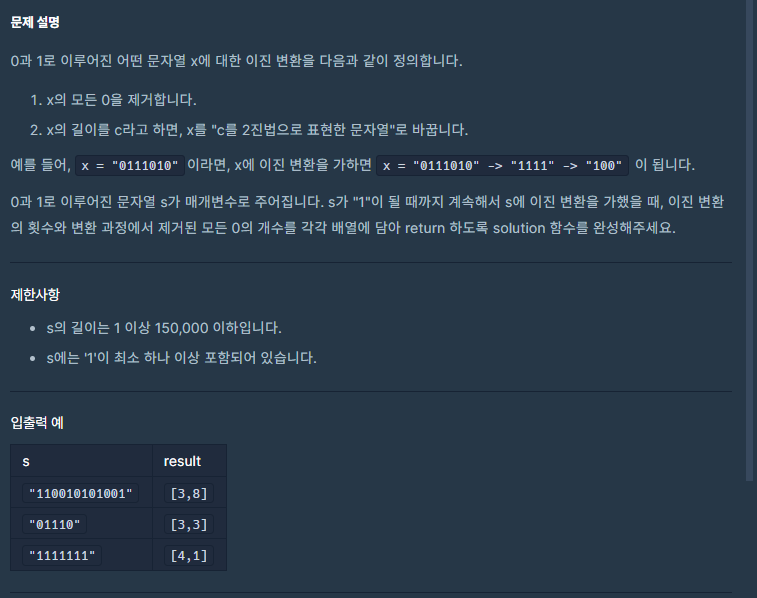 문제 설명
0과 1로 이루어진 어떤 문자열 x에 대한 이진 변환을 다음과 같이 정의합니다.
1. x의 모든 0을 제거합니다.
2. x의 길이를 c라고 하면, x를 "c를 2진법으로 표현한 문자열"로 바꿉니다.
예를 들어, x = "0111010" 이라면, x에 이진 변환을 가하면 x = "0111010" -> "1111" -> "100" 이 됩니다.
0과 1로 이루어진 문자열 s가 매개변수로 주어집니다. s가 "1"이 될 때까지 계속해서 s에 이진 변환을 가했을 때, 이진 변환
의 횟수와 변환 과정에서 제거된 모든 0의 개수를 각각 배열에 담아 return 하도록 solution 함수를 완성해주세요.
제한사항
• s의 길이는 1 이상 150,000 이하입니다.
• s에는 '1'이 최소 하나 이상 포함되어 있습니다.
입출력 예
s result
"110010101001" [3,8]
"01110" [3,3]
"1111111" [4,1]